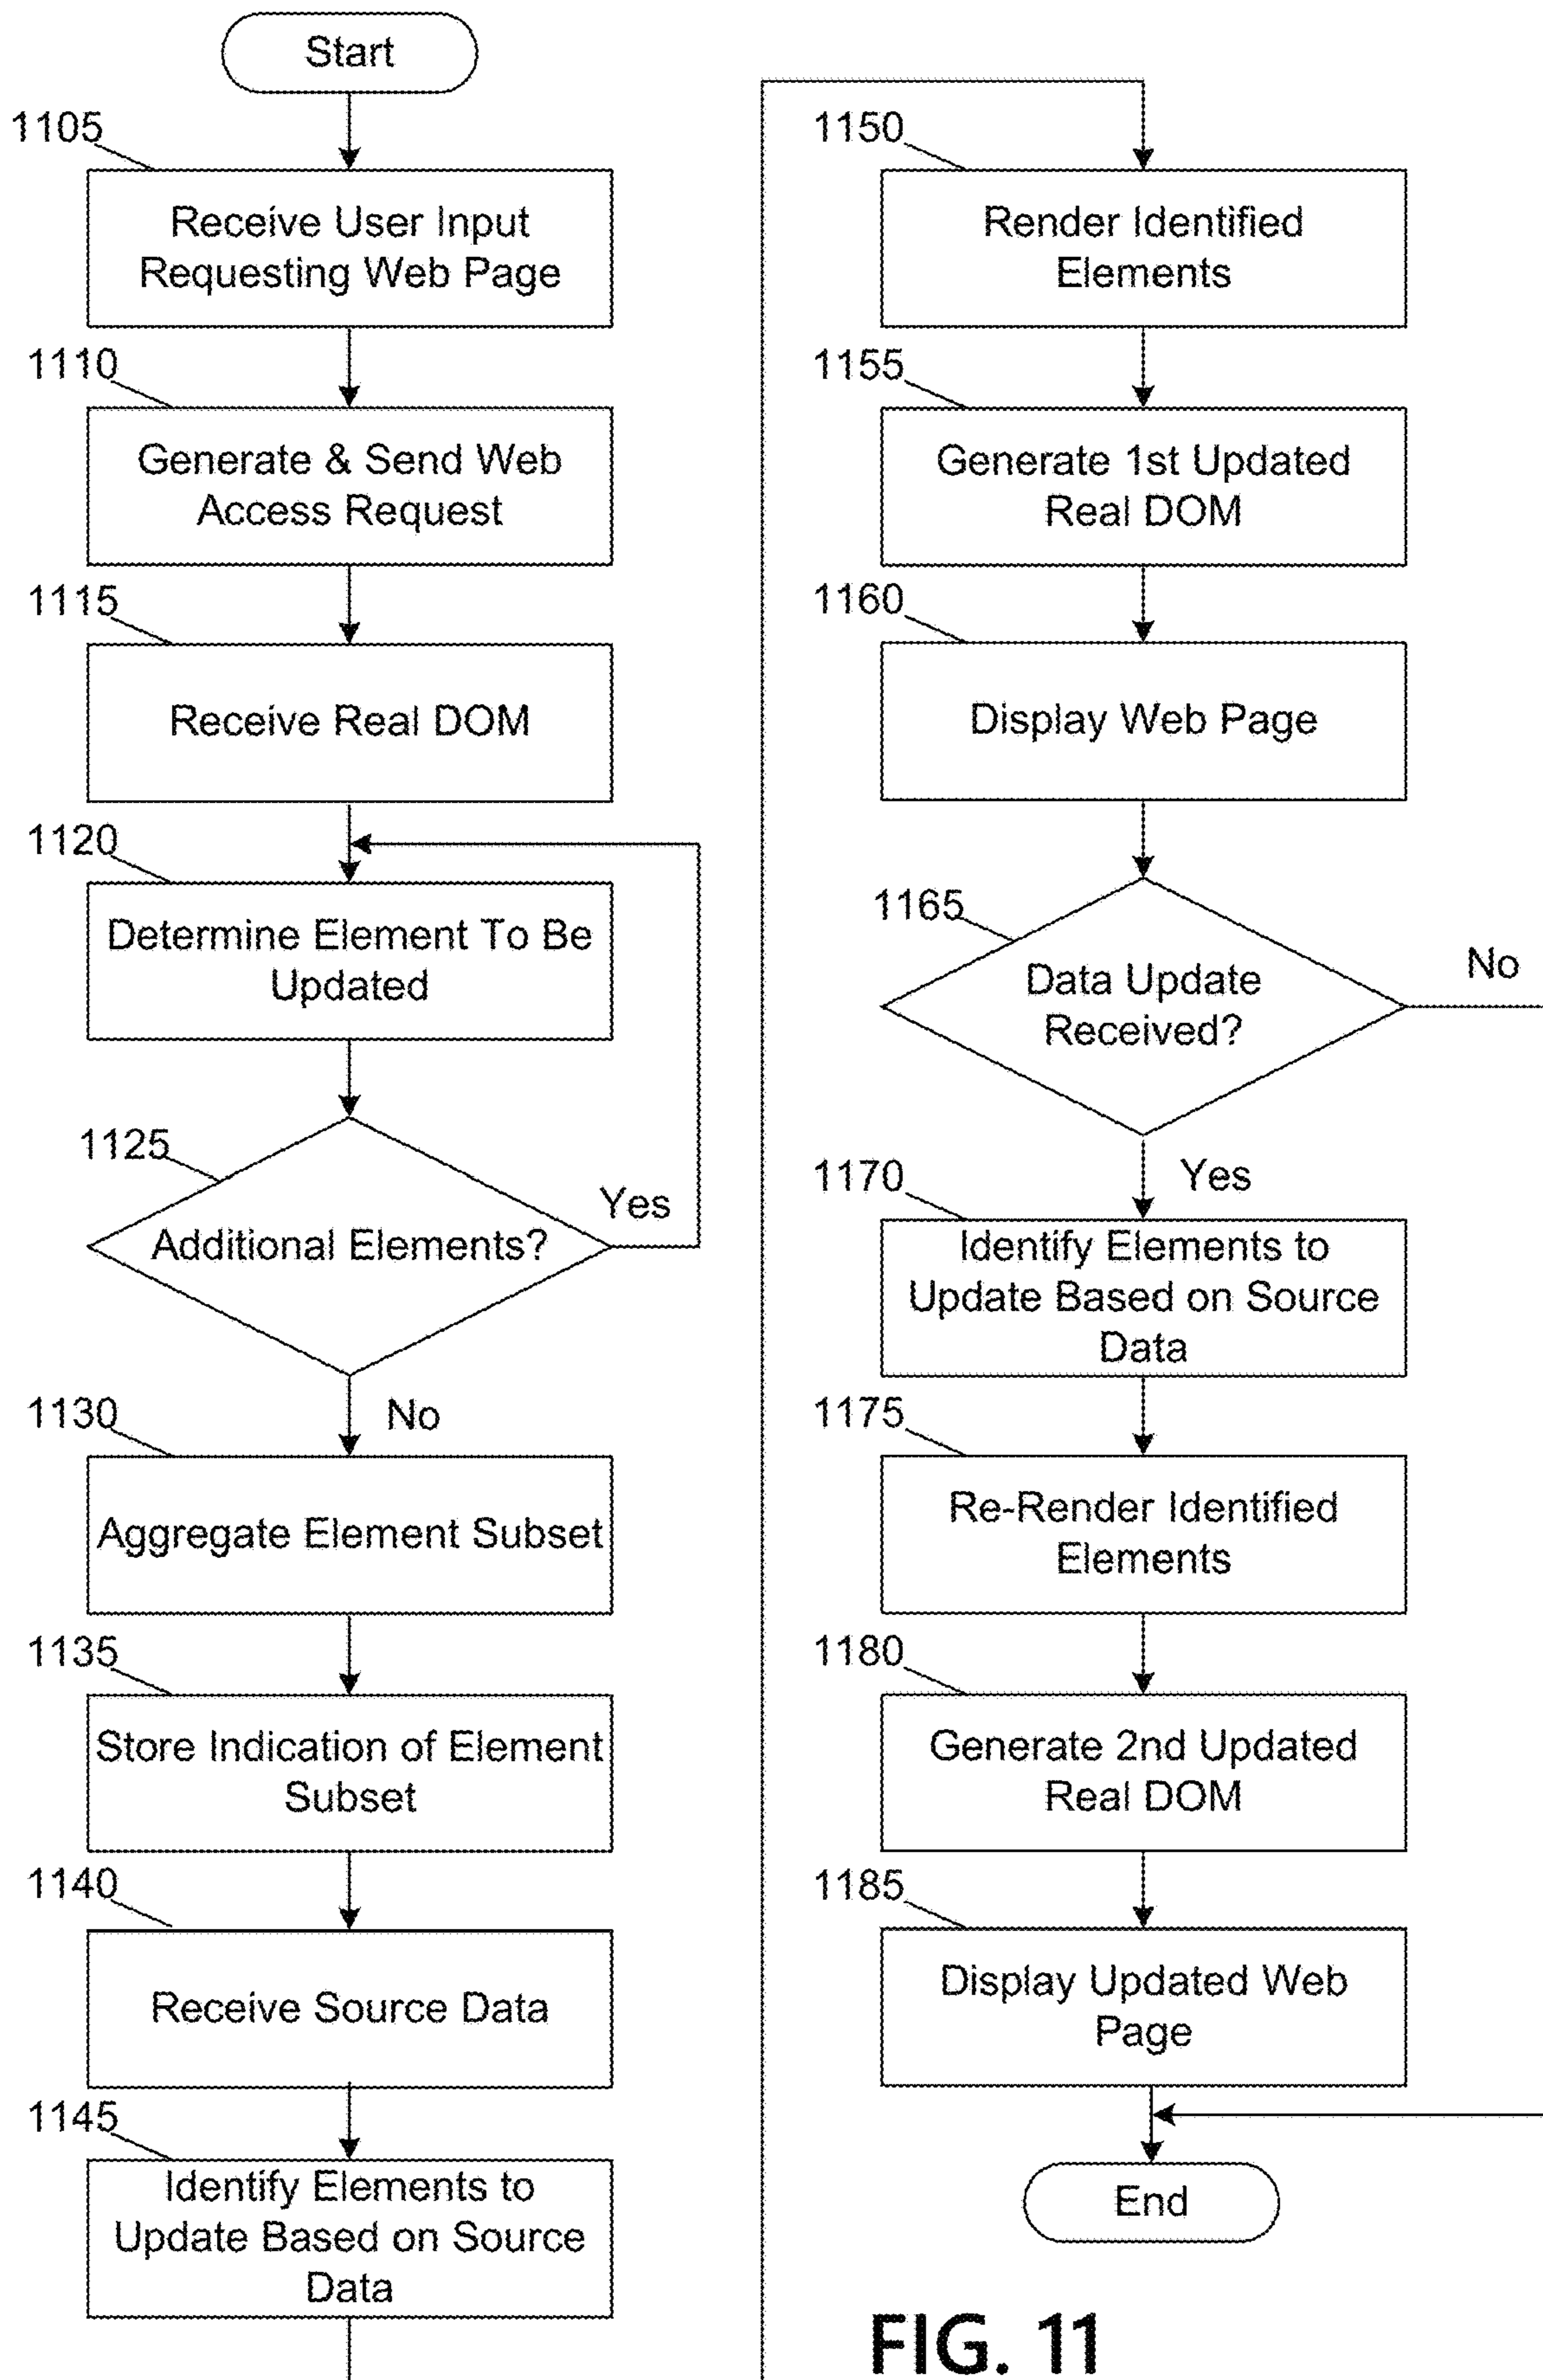 Start
1105
Receive User Input
Requesting Web Page
1110
Generate & Send Web
Access Request
1115
Receive Real DOM
1120
Determine Element To Be
Updated
1125
Additional Elements?
Yes
No
1130
Aggregate Element Subset
1135
Store Indication of Element
Subset
1140
Receive Source Data
1145
Identify Elements to
Update Based on Source
Data
1150
Render Identified
Elements
1155
Generate 1st Updated
Real DOM
1160
Display Web Page
1165
Data Update
Received?
No
Yes
1170
Identify Elements to
Update Based on Source
Data
1175
Re-Render Identified
Elements
1180
Generate 2nd Updated
Real DOM
1185
Display Updated Web
Page
End
FIG. 11